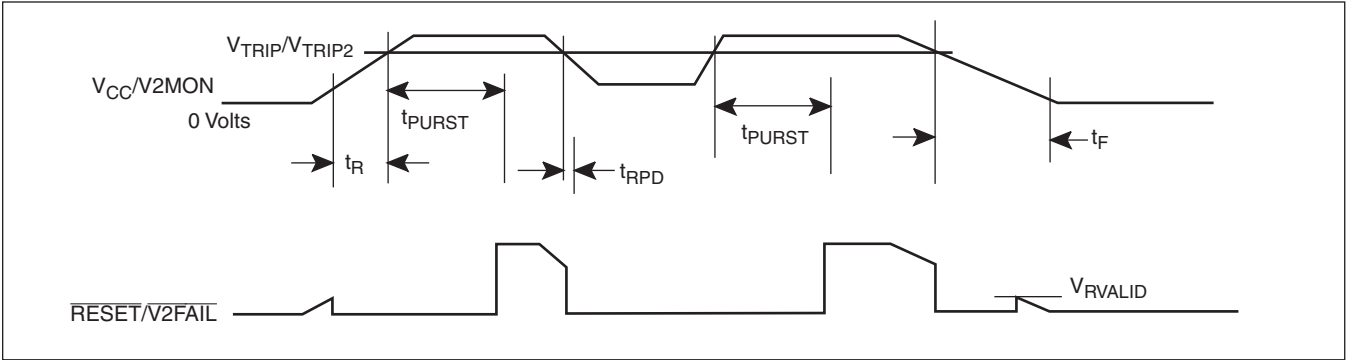 VTRIP/VTRIP2
VCC/V2MON
0 Volts
tPURST
tPURST
tR
tF
tRPD
VRVALID
RESET/V2FAIL